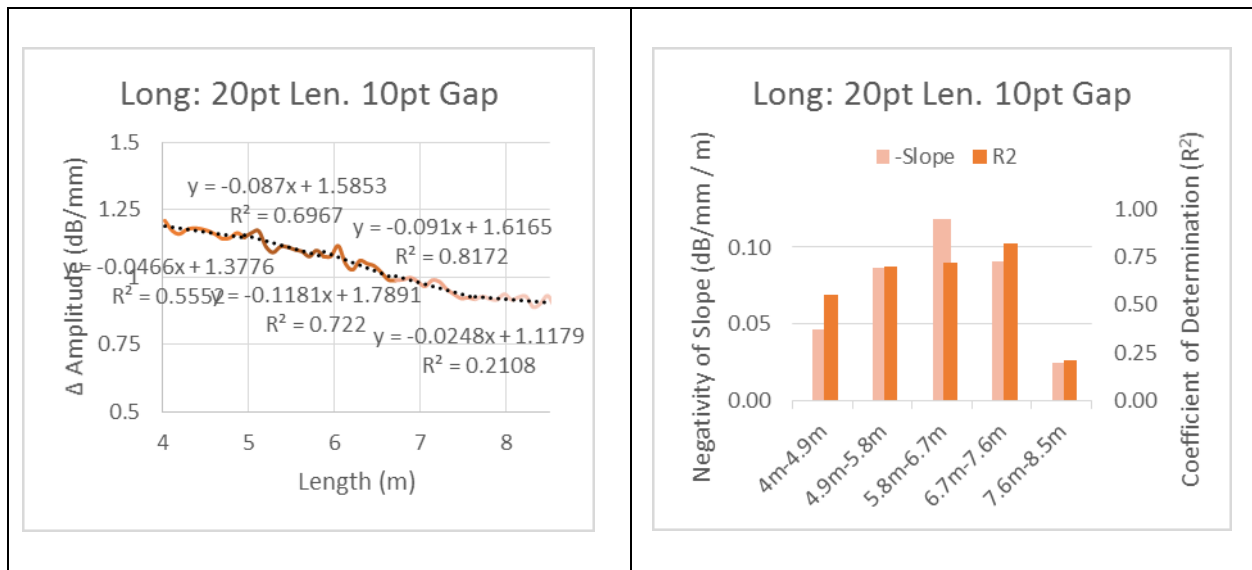 Long: 20pt Len. 10pt Gap
Δ Amplitude (dB/mm)
1.5
1.25
1
0.75
0.5
y = -0.087x + 1.5853
R² = 0.6967
y = -0.091x + 1.6165
R² = 0.8172
y = -0.0466x + 1.3776
R² = 0.5552
y = -0.1181x + 1.7891
R² = 0.722
y = -0.0248x + 1.1179
R² = 0.2108
4 5 6 7 8
Length (m)
Long: 20pt Len. 10pt Gap
-Slope R2
Negativity of Slope (dB/mm / m)
0.10
0.05
0.00
1.00
0.75
0.50
0.25
0.00
Coefficient of Determination (R²)
4m-4.9m
4.9m-5.8m
5.8m-6.7m
6.7m-7.6m
7.6m-8.5m